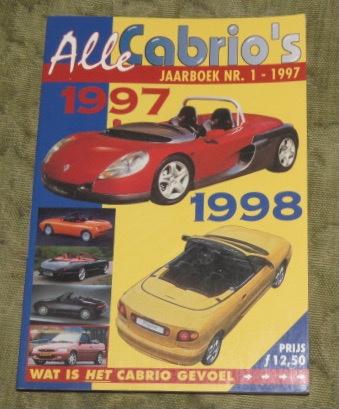 Alle Cabrio's
JAARBOEK NR. 1 - 1997
1997
1998
PRIJS
ƒ 12,50
WAT IS HET CABRIO GEVOEL